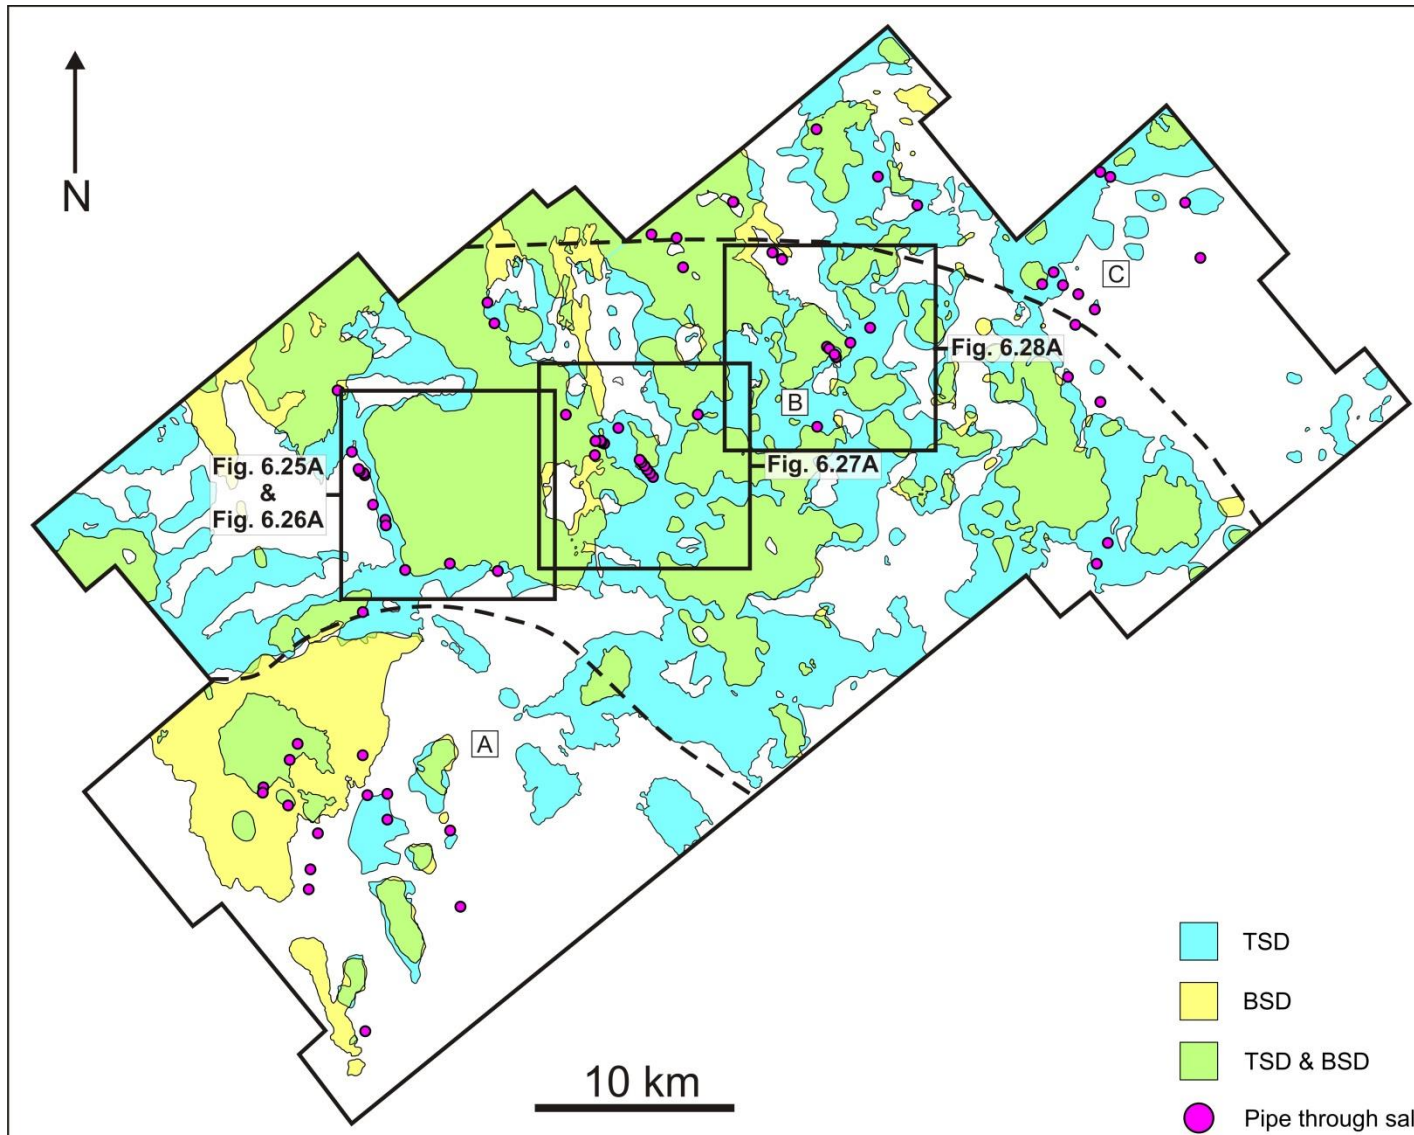 N
C
Fig. 6.28A
B
Fig. 6.25A
&
Fig. 6.26A
Fig. 6.27A
A
TSD
BSD
TSD & BSD
10 km
Pipe through sal